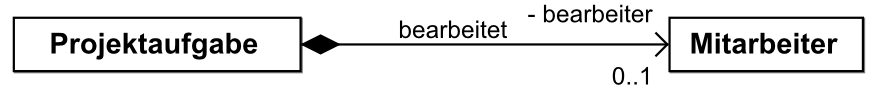 Projektaufgabe
bearbeitet
- bearbeiter
0..1
Mitarbeiter